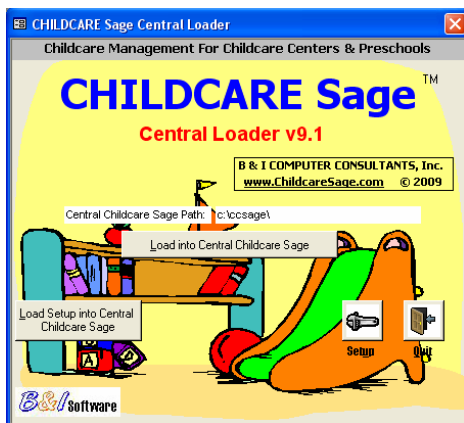 CHILDCARE Sage Central Loader
Childcare Management For Childcare Centers & Preschools
CHILDCARE Sage™
Central Loader v9.1
B & I COMPUTER CONSULTANTS, Inc.
www.ChildcareSage.com © 2009
Central Childcare Sage Path: c:\ccsage\
Load into Central Childcare Sage
Load Setup into Central
Childcare Sage
Setup Quit
A
B&I Software